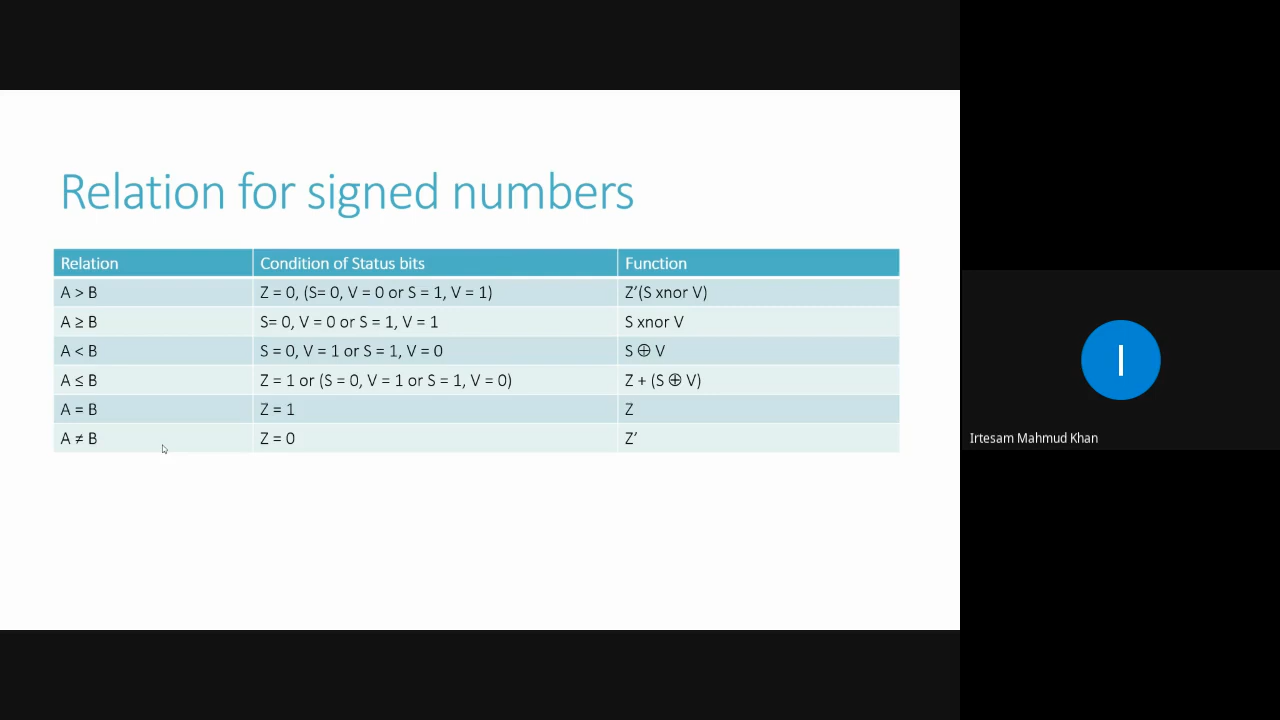 Relation for signed numbers
Relation Condition of Status bits Function
A > B Z = 0, (S= 0, V = 0 or S = 1, V = 1) Z’(S xnor V)
A ≥ B S= 0, V = 0 or S = 1, V = 1 S xnor V
A < B S = 0, V = 1 or S = 1, V = 0 S ⊕ V
A ≤ B Z = 1 or (S = 0, V = 1 or S = 1, V = 0) Z + (S ⊕ V)
A = B Z = 1 Z
A ≠ B Z = 0 Z’
I
Irtesam Mahmud Khan